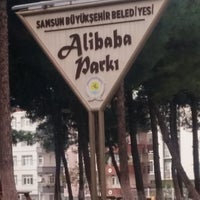 SAMSUN BÜYÜKŞEHİR BELEDİYESİ
Alibaba
Parkı